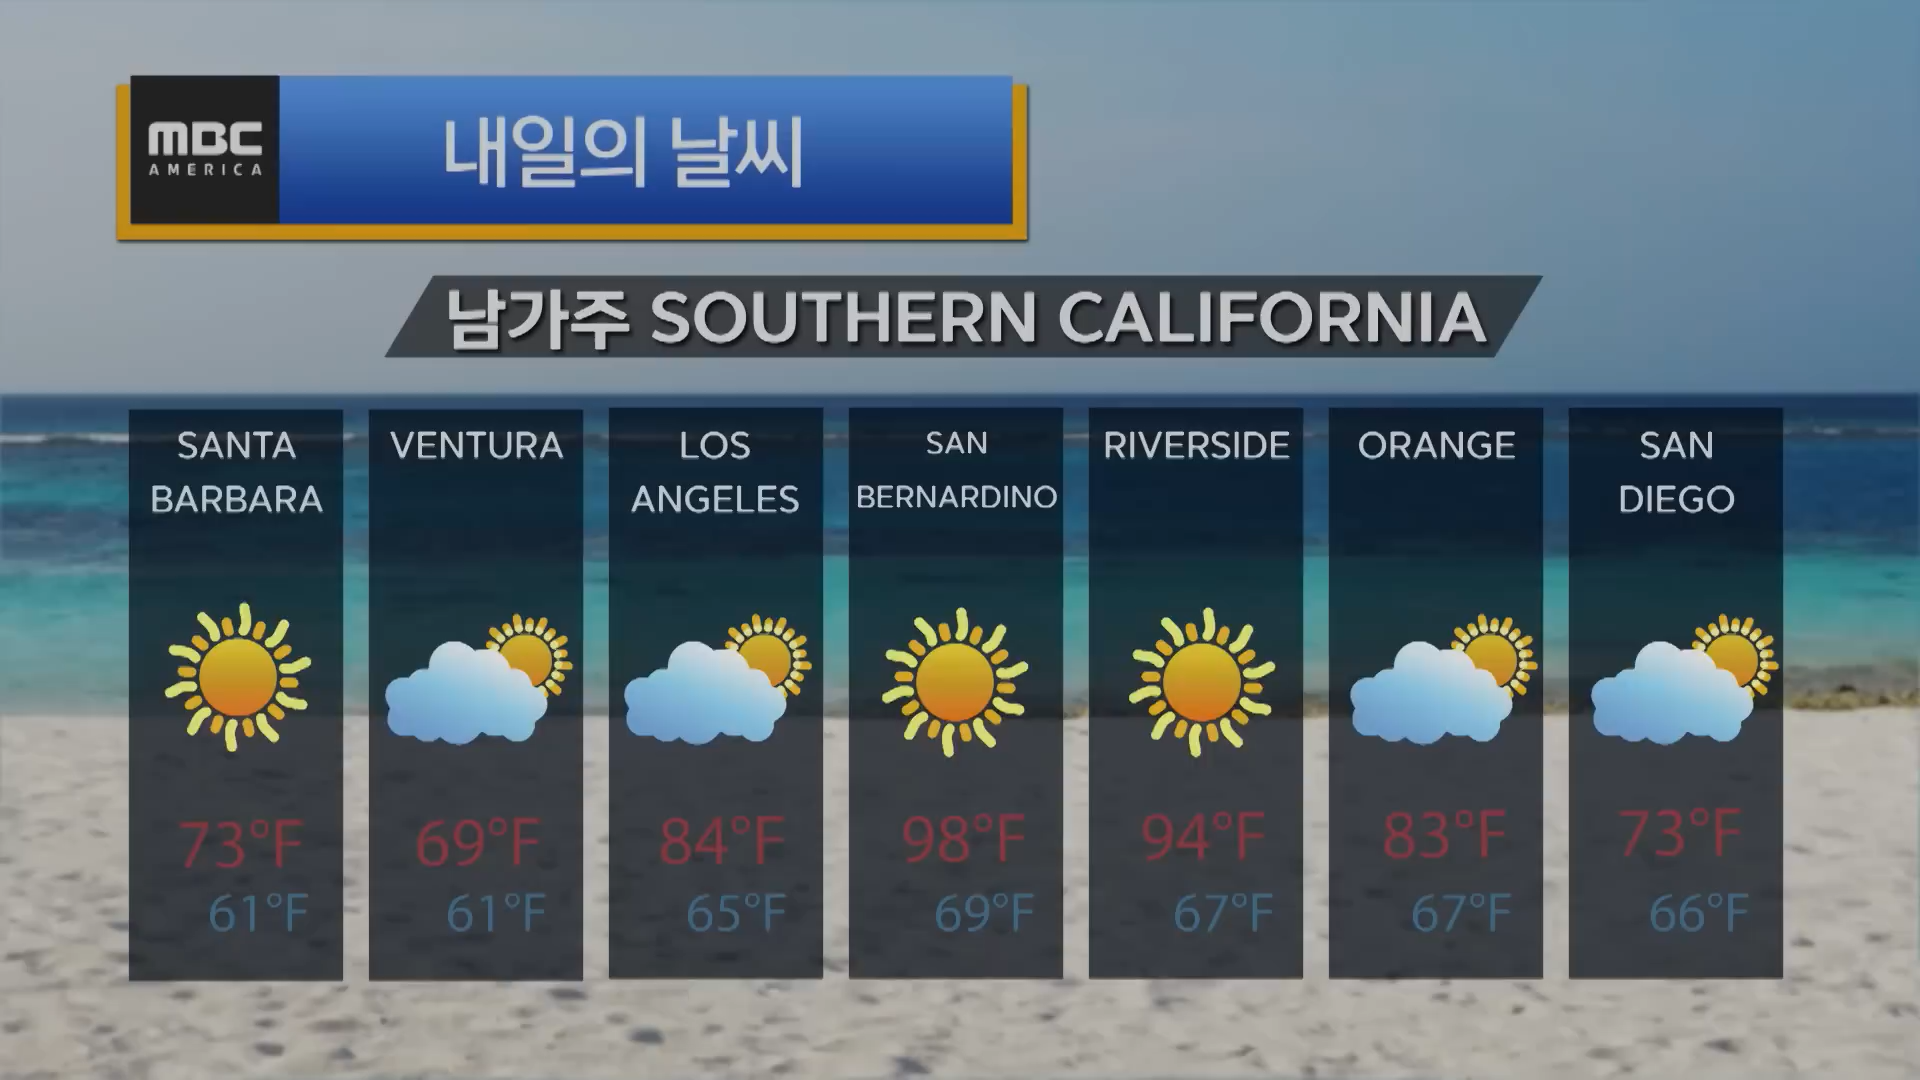 MBC
AMERICA
내일의 날씨
남가주 SOUTHERN CALIFORNIA
SANTA
BARBARA
73°F
61°F
VENTURA
69°F
61°F
LOS
ANGELES
84°F
65°F
SAN
BERNARDINO
98°F
69°F
RIVERSIDE
94°F
67°F
ORANGE
83°F
67°F
SAN
DIEGO
73°F
66°F